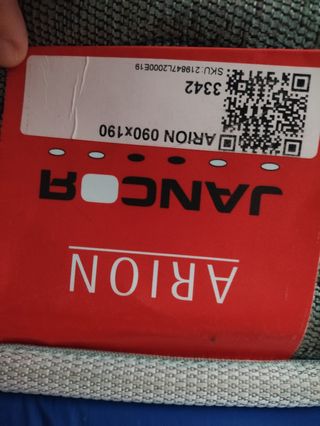 ARION
JANCOR
ARION 090x190
3342
SKU: 219847L2000E19